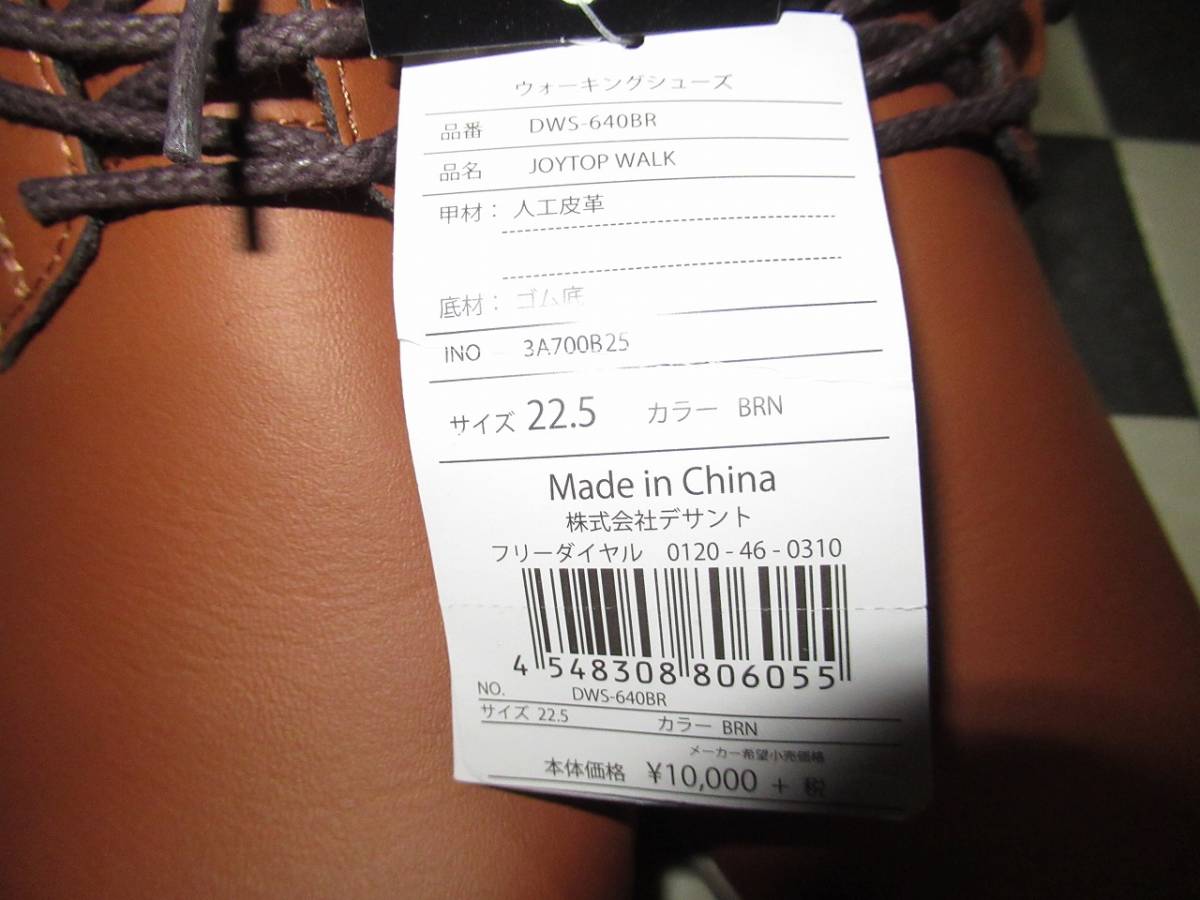 ウォーキングシューズ
品番 DWS-640BR
品名 JOYTOP WALK
甲材： 人工皮革
底材： ゴム底
INO 3A700B25
サイズ 22.5 カラー BRN
Made in China
株式会社デサント
フリーダイヤル 0120 - 46 - 0310
4 548308 806055
NO. DWS-640BR
サイズ 22.5 カラー BRN
メーカー希望小売価格
本体価格 ¥10,000 + 税